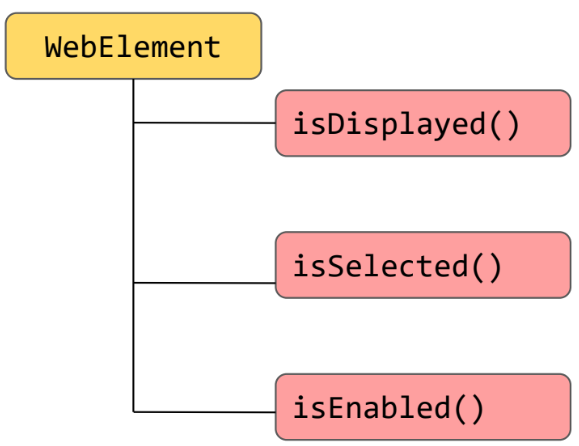 WebElement
isDisplayed()
isSelected()
isEnabled()